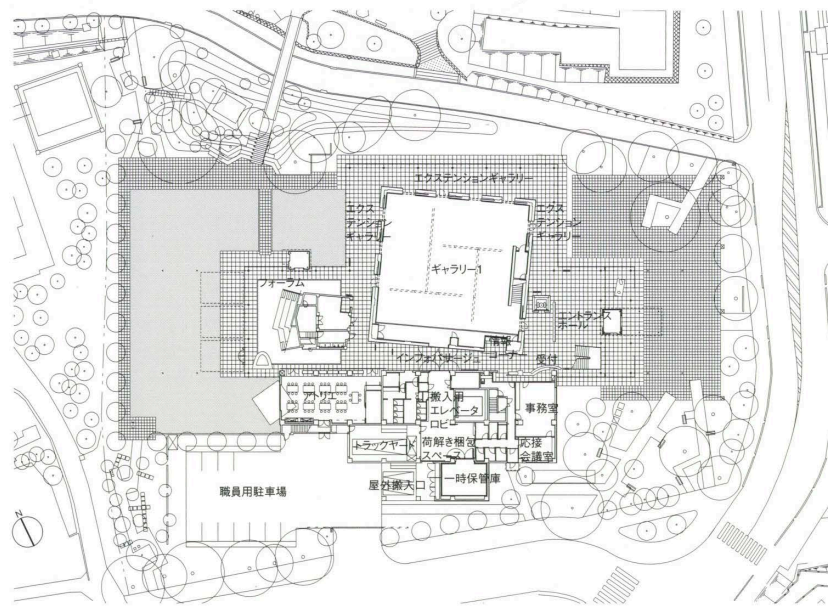 エクステンションギャラリー
エクス
テンション
ギャラリー
エクス
テンション
ギャラリー
ギャラリー1
フォーラム
エントランス
ホール
情報
コーナー
インフォパサージュ
受付
アトリエ
搬入用
エレベータ
ロビー
事務室
トラックヤード
荷解き梱包
スペース
応接
会議室
屋外搬入口
一時保管庫
職員用駐車場
N